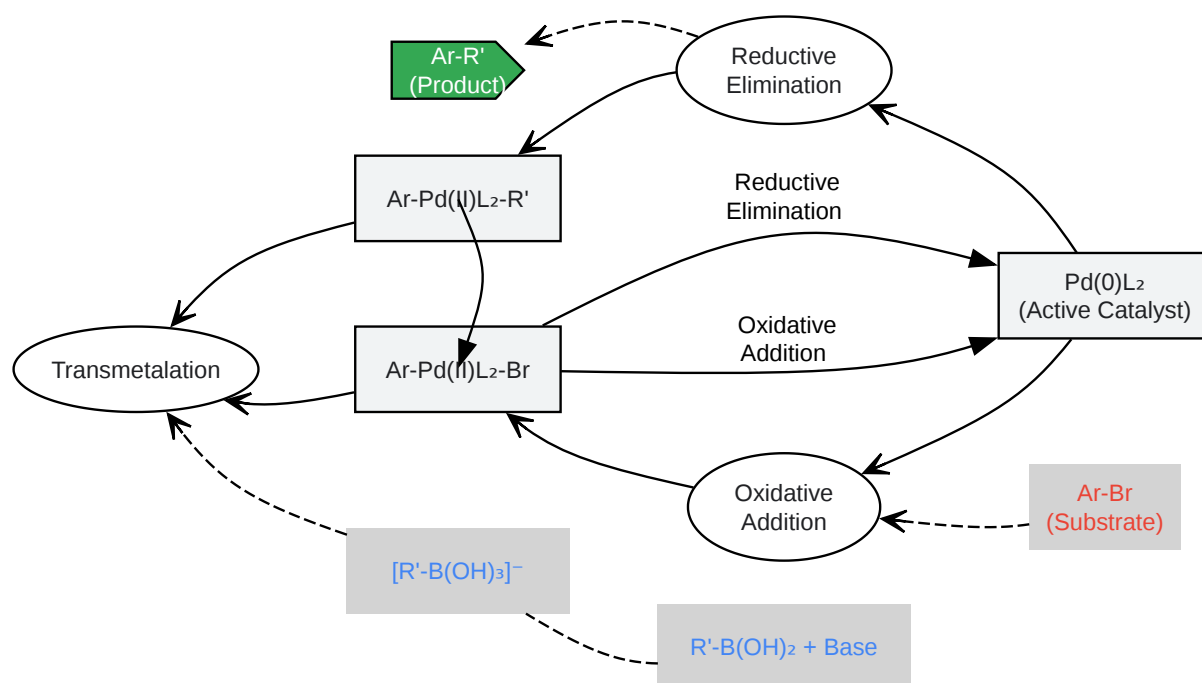 Ar-R'
(Product)
Reductive
Elimination
Ar-Pd(II)L₂-R'
Reductive
Elimination
Pd(0)L₂
(Active Catalyst)
Oxidative
Addition
Transmetalation
Ar-Pd(II)L₂-Br
Oxidative
Addition
Ar-Br
(Substrate)
[R'-B(OH)₃]⁻
R'-B(OH)₂ + Base